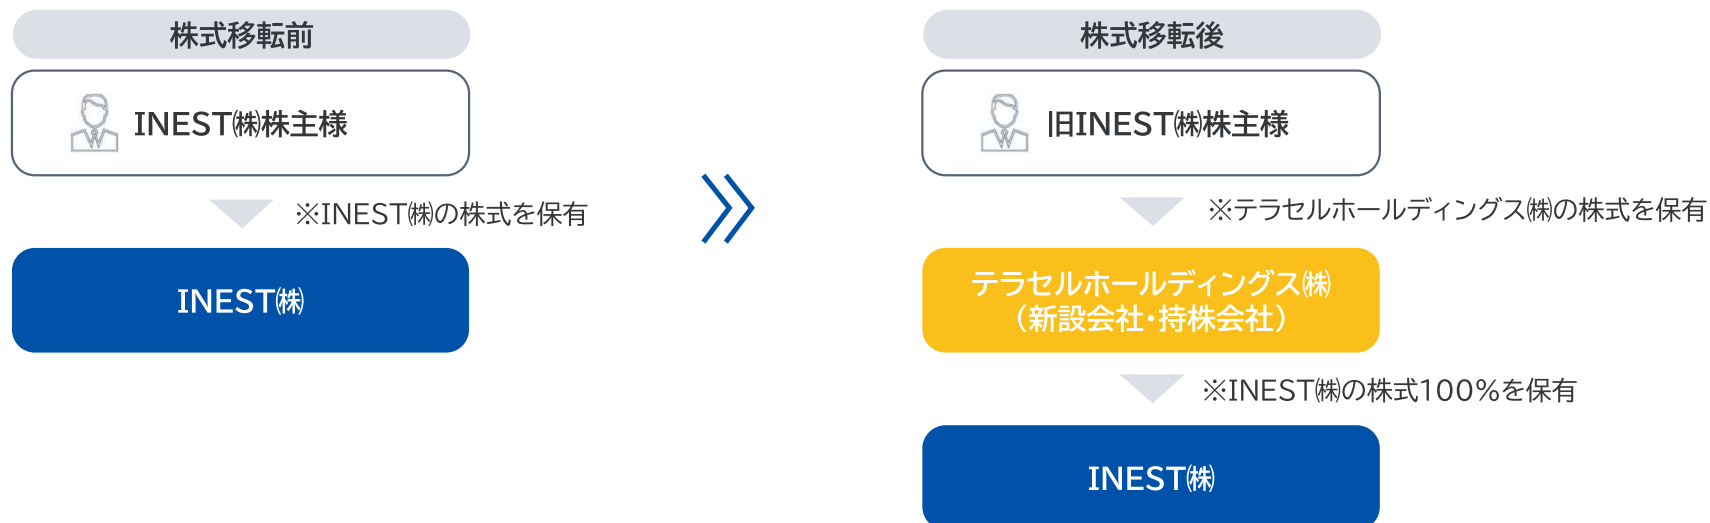 株式移転前
INEST㈱株主様
※INEST㈱の株式を保有
INEST㈱
株式移転後
旧INEST㈱株主様
※テラセルホールディングス㈱の株式を保有
テラセルホールディングス㈱
(新設会社・持株会社)
※INEST㈱の株式100%を保有
INEST㈱